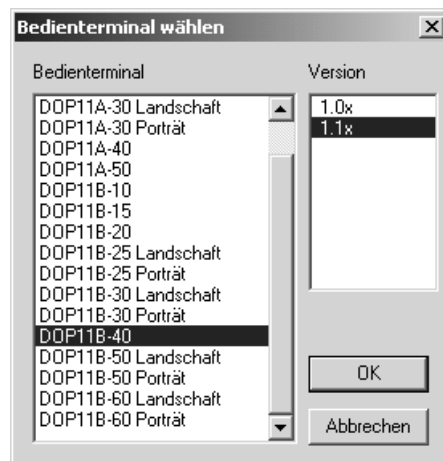 Bedienterminal wählen
Bedienterminal
Version
DOP11A-30 Landschaft
DOP11A-30 Porträt
DOP11A-40
DOP11A-50
DOP11B-10
DOP11B-15
DOP11B-20
DOP11B-25 Landschaft
DOP11B-25 Porträt
DOP11B-30 Landschaft
DOP11B-30 Porträt
DOP11B-40
DOP11B-50 Landschaft
DOP11B-50 Porträt
DOP11B-60 Landschaft
DOP11B-60 Porträt
1.0x
1.1x
OK
Abbrechen